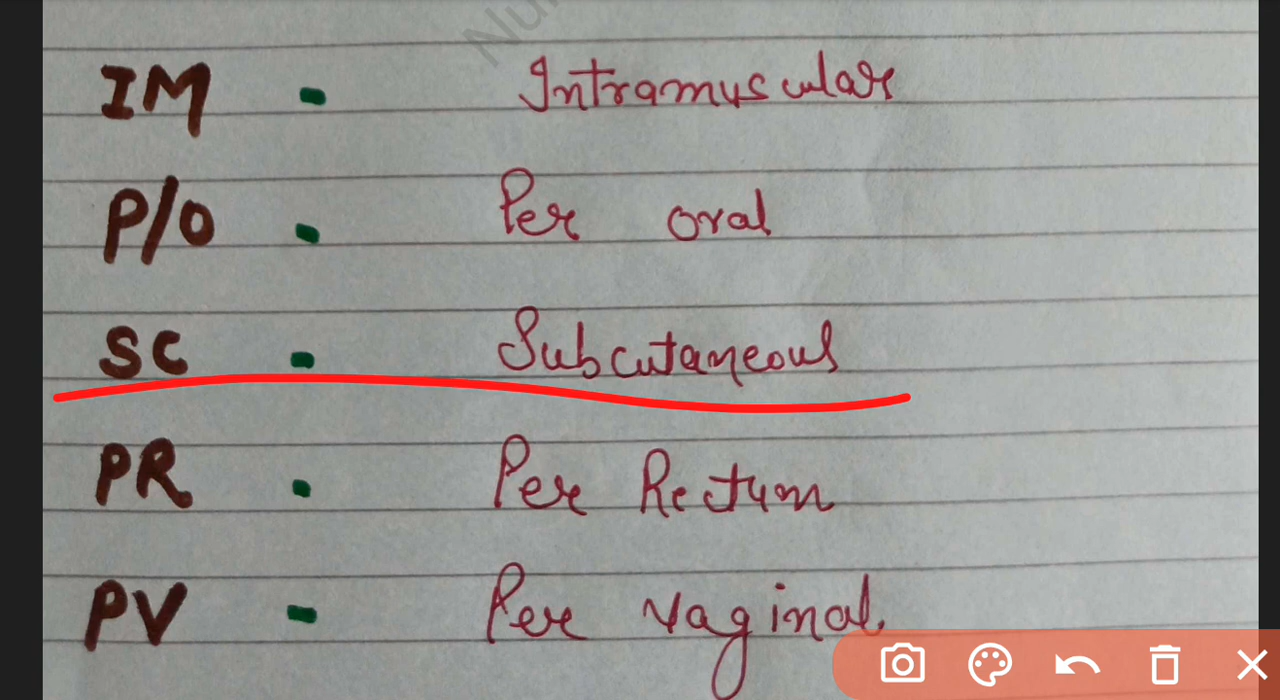 IM - Intramuscular
P/O - Per oral
SC - Subcutaneous
PR - Per Rectum
PV - Per vaginal.